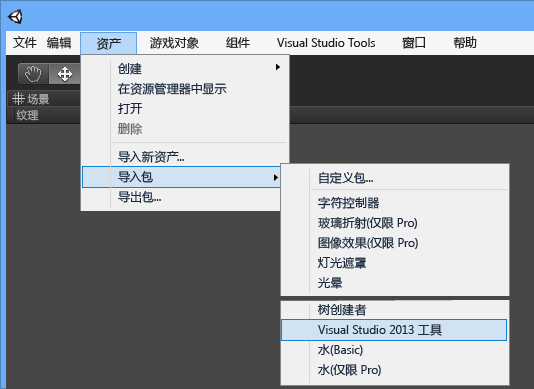 文件 编辑 资产 游戏对象 组件 Visual Studio Tools 窗口 帮助
场景
纹理
创建
在资源管理器中显示
打开
删除
导入新资产...
导入包
导出包...
自定义包...
字符控制器
玻璃折射(仅限 Pro)
图像效果(仅限 Pro)
灯光遮罩
光晕
树创建者
Visual Studio 2013 工具
水(Basic)
水(仅限 Pro)